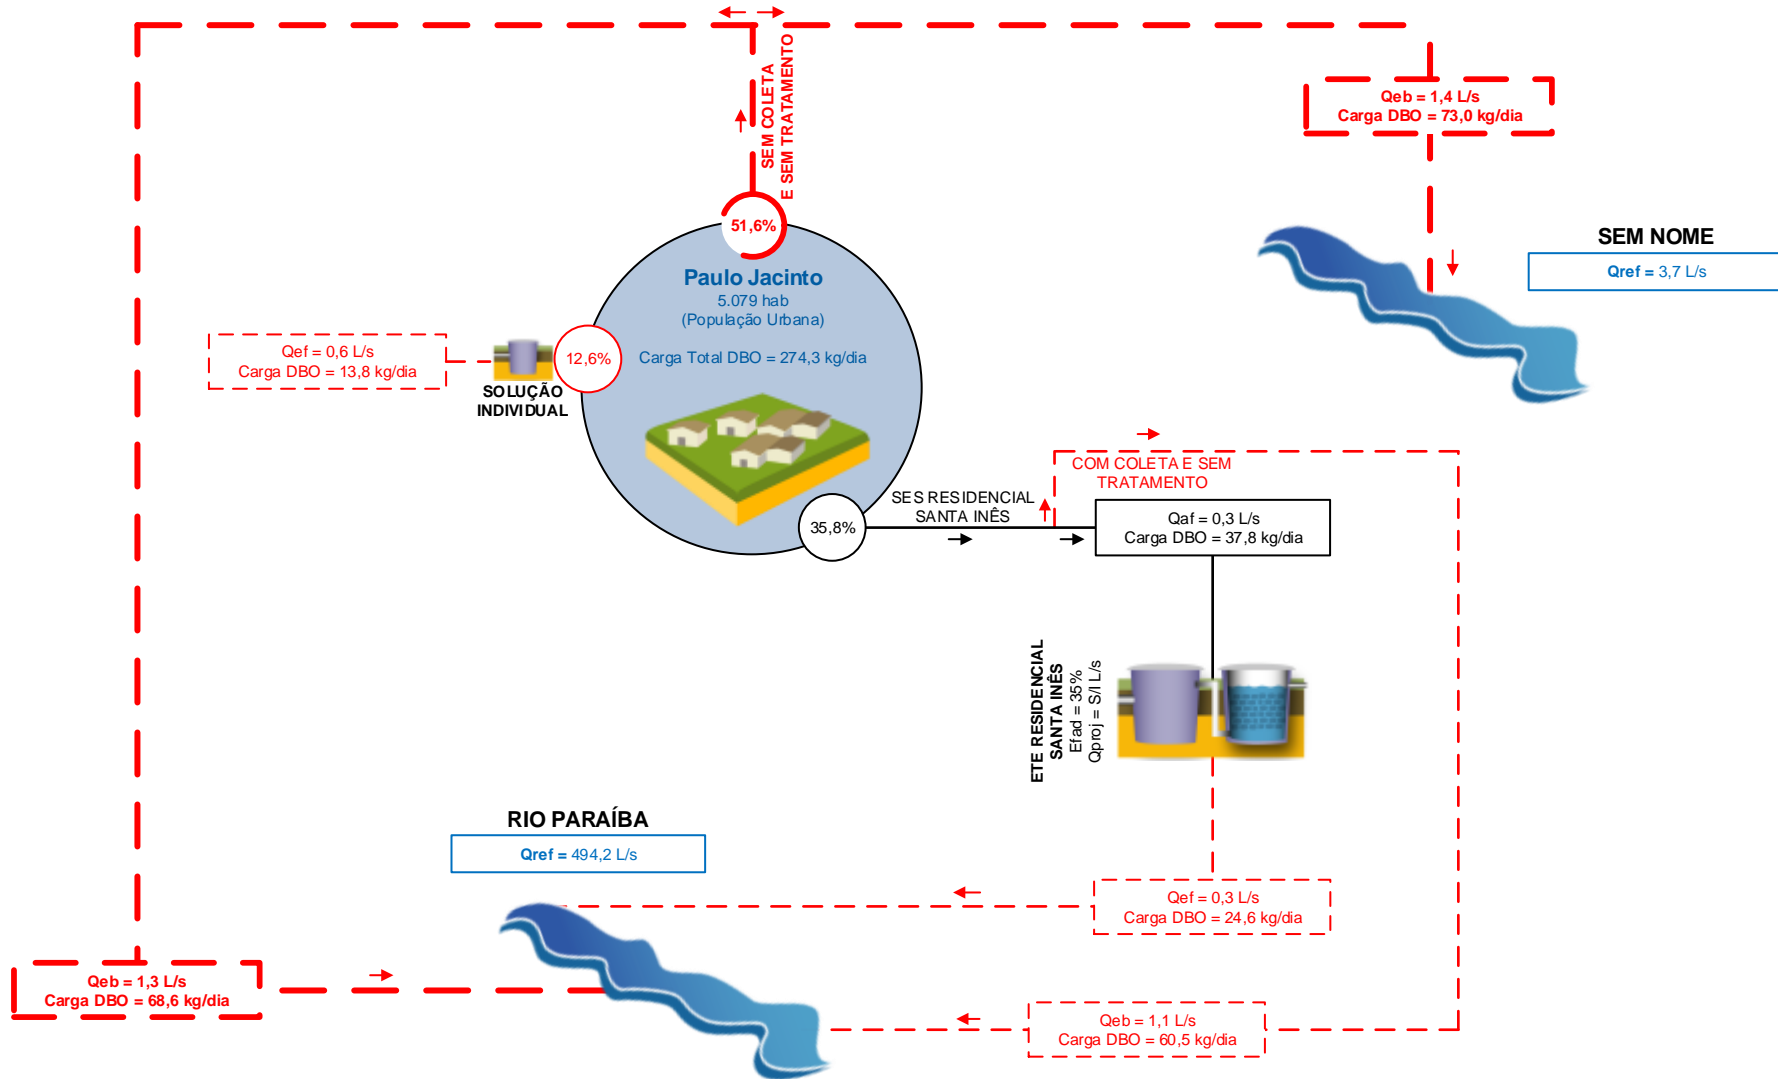 SEM COLETA
E SEM TRATAMENTO
Qeb = 1,4 L/s
Carga DBO = 73,0 kg/dia
51,6%
SEM NOME
Qref = 3,7 L/s
Paulo Jacinto
5.079 hab
(População Urbana)
Carga Total DBO = 274,3 kg/dia
Qef = 0,6 L/s
Carga DBO = 13,8 kg/dia
12,6%
SOLUÇÃO
INDIVIDUAL
COM COLETA E SEM
TRATAMENTO
SES RESIDENCIAL
SANTA INÊS
35,8%
Qaf = 0,3 L/s
Carga DBO = 37,8 kg/dia
ETE RESIDENCIAL
SANTA INÊS
Efad = 35%
Qproj = S/I L/s
RIO PARAÍBA
Qref = 494,2 L/s
Qef = 0,3 L/s
Carga DBO = 24,6 kg/dia
Qeb = 1,3 L/s
Carga DBO = 68,6 kg/dia
Qeb = 1,1 L/s
Carga DBO = 60,5 kg/dia